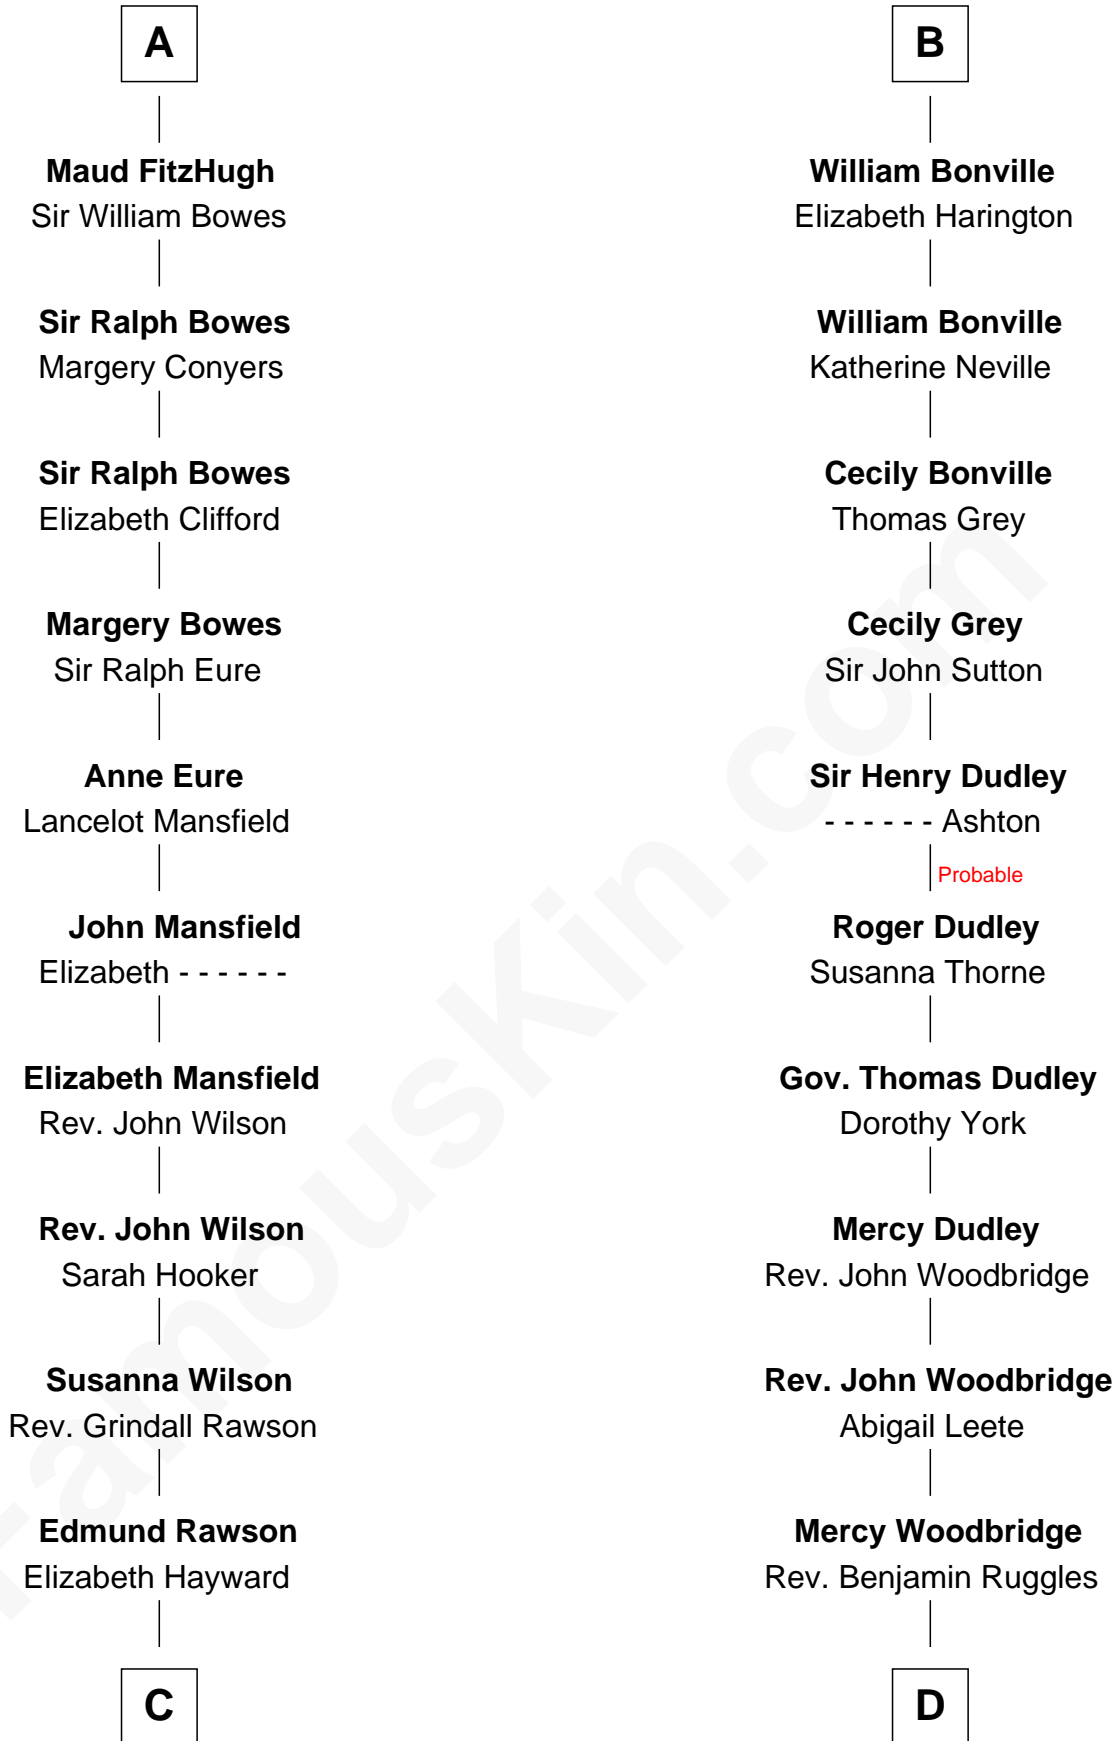 A
Maud FitzHugh
Sir William Bowes
Sir Ralph Bowes
Margery Conyers
Sir Ralph Bowes
Elizabeth Clifford
Margery Bowes
Sir Ralph Eure
Anne Eure
Lancelot Mansfield
John Mansfield
Elizabeth - - - - - -
Elizabeth Mansfield
Rev. John Wilson
Rev. John Wilson
Sarah Hooker
Susanna Wilson
Rev. Grindall Rawson
Edmund Rawson
Elizabeth Hayward
C
B
William Bonville
Elizabeth Harington
William Bonville
Katherine Neville
Cecily Bonville
Thomas Grey
Cecily Grey
Sir John Sutton
Sir Henry Dudley
- - - - - - Ashton
Probable
Roger Dudley
Susanna Thorne
Gov. Thomas Dudley
Dorothy York
Mercy Dudley
Rev. John Woodbridge
Rev. John Woodbridge
Abigail Leete
Mercy Woodbridge
Rev. Benjamin Ruggles
D
FamousKin.com